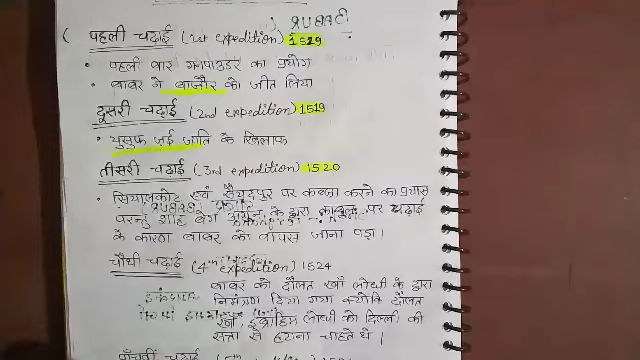 पहली चढ़ाई (1st expedition) 1519
• पहली बार गनपाउडर का प्रयोग
• बाबर ने बाजौर को जीत लिया
दूसरी चढ़ाई (2nd expedition) 1519
• युसुफ जई जाति के खिलाफ
तीसरी चढ़ाई (3rd expedition) 1520
• सियालकोट एवं सैय्यदपुर पर कब्जा करने का प्रयास
परन्तु शाह बेग अर्गुन के द्वारा काबुल पर चढ़ाई
के कारण बाबर को वापस जाना पड़ा।
चौथी चढ़ाई (4th expedition) 1524
बाबर को दौलत खाँ लोधी के द्वारा
निमंत्रण दिया गया क्योंकि दौलत
खाँ, इब्राहिम लोधी को दिल्ली की
सत्ता से हटाना चाहते थे।
पाँचवीं चढ़ाई